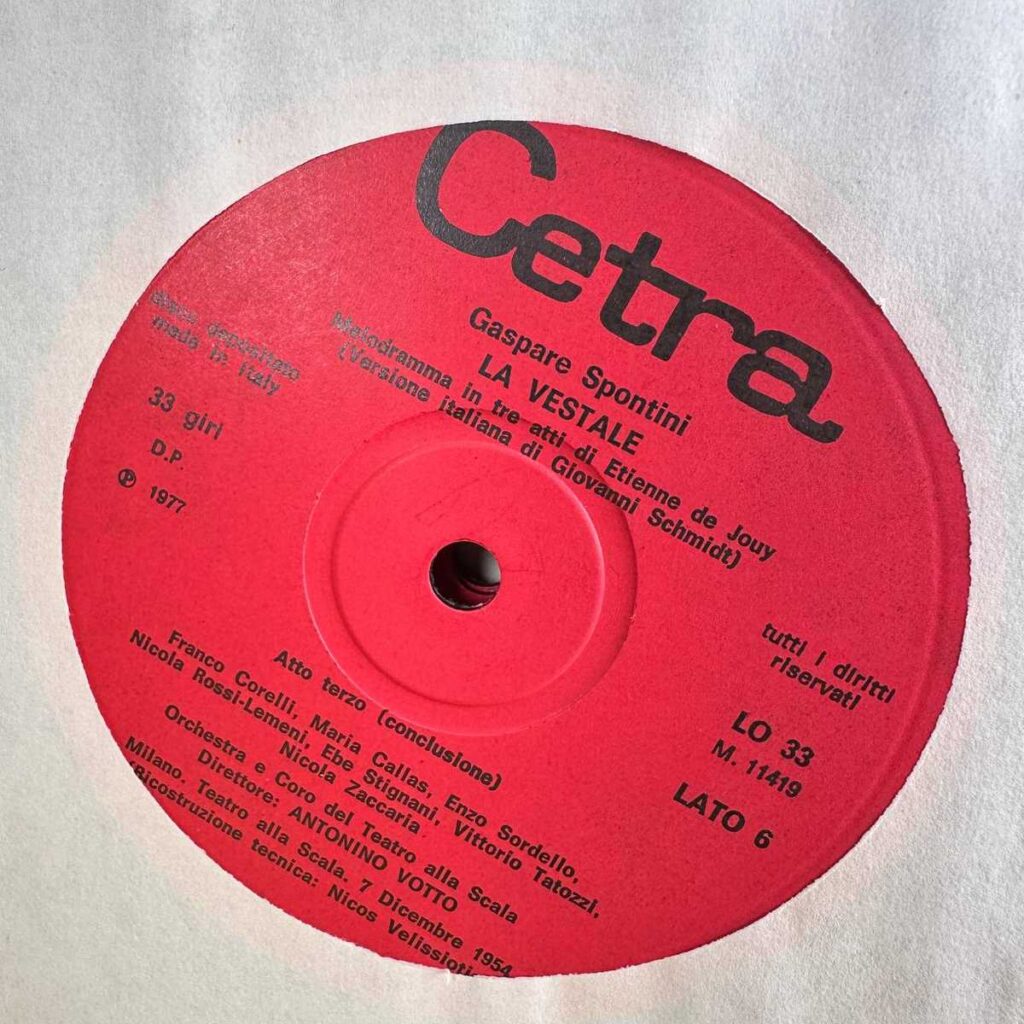 Cetra
Gaspare Spontini
LA VESTALE
Melodramma in tre atti di Etienne de Jouy
(Versione italiana di Giovanni Schmidt)
disco depositato
made in Italy
33 giri
D.P.
℗ 1977
tutti i diritti
riservati
LO 33
M. 11419
LATO 6
Atto terzo (conclusione)
Franco Corelli, Maria Callas, Enzo Sordello,
Nicola Rossi-Lemeni, Ebe Stignani, Vittorio Tatozzi,
Nicola Zaccaria
Orchestra e Coro del Teatro alla Scala
Direttore: ANTONINO VOTTO
Milano, Teatro alla Scala, 7 Dicembre 1954
(Ricostruzione tecnica: Nicos Velissioti